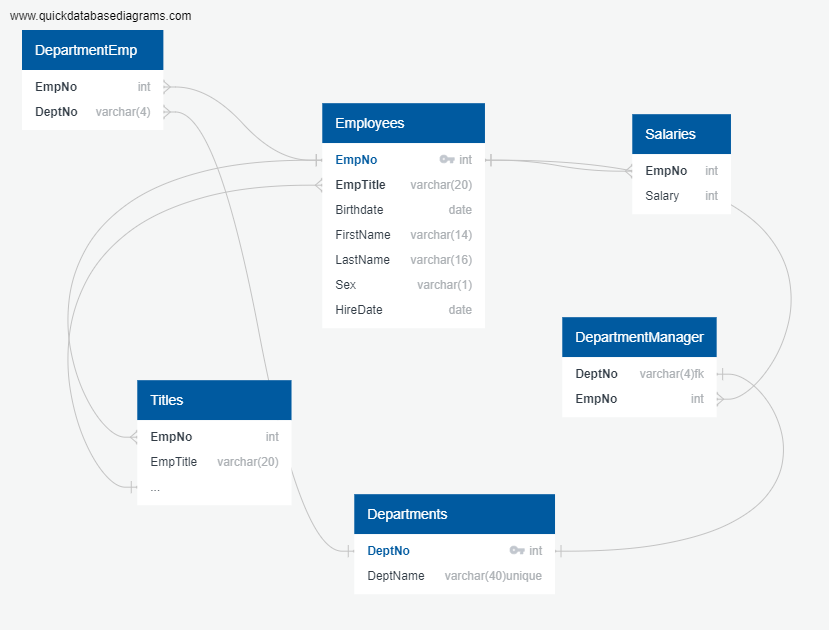 www.quickdatabasediagrams.com
DepartmentEmp
EmpNo int
DeptNo varchar(4)
Employees
EmpNo int
EmpTitle varchar(20)
Birthdate date
FirstName varchar(14)
LastName varchar(16)
Sex varchar(1)
HireDate date
Salaries
EmpNo int
Salary int
DepartmentManager
DeptNo varchar(4)fk
EmpNo int
Titles
EmpNo int
EmpTitle varchar(20)
...
Departments
DeptNo int
DeptName varchar(40)unique